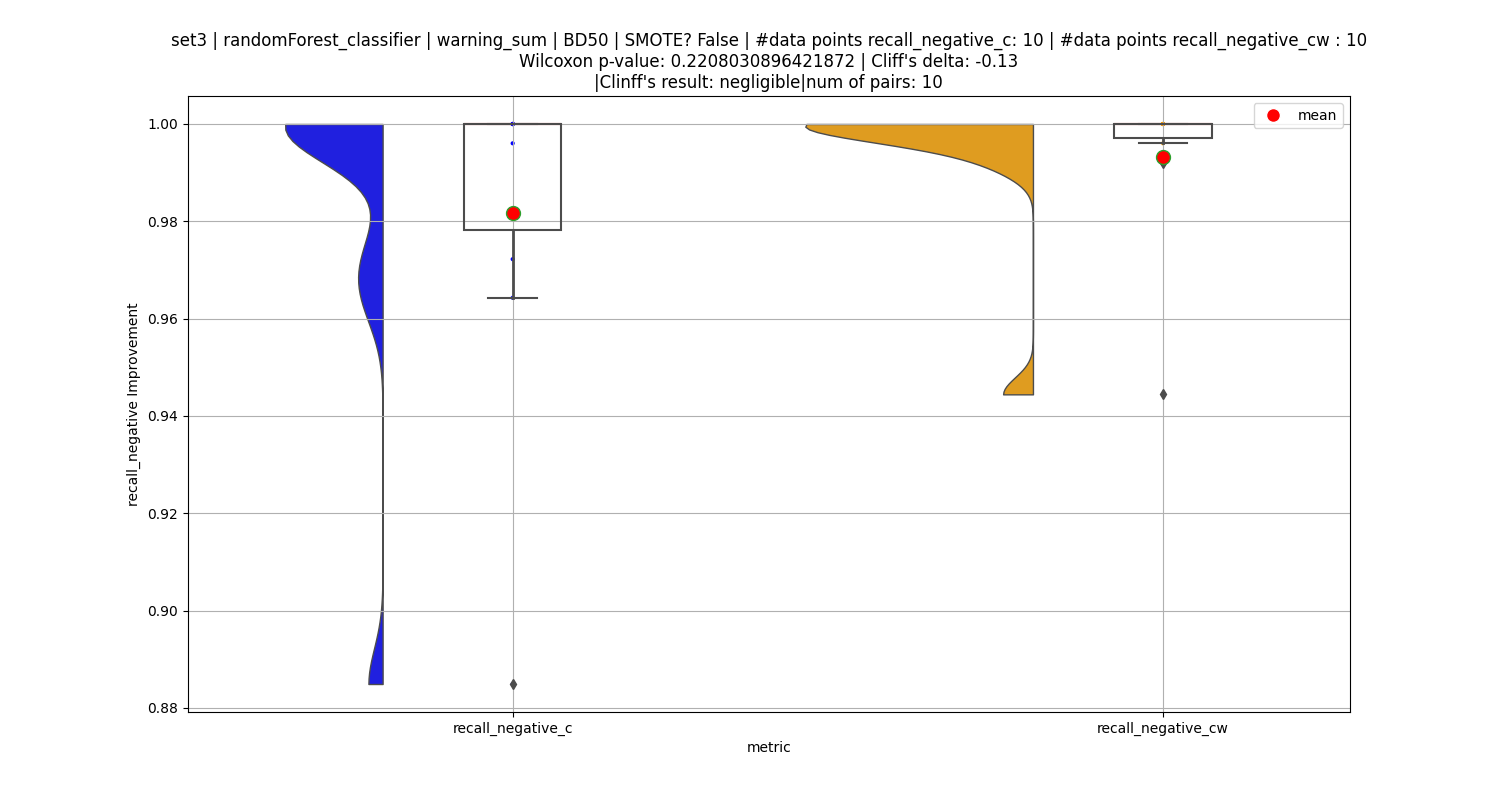 set3 | randomForest_classifier | warning_sum | BD50 | SMOTE? False | #data points recall_negative_c: 10 | #data points recall_negative_cw : 10
Wilcoxon p-value: 0.2208030896421872 | Cliff's delta: -0.13
|Clinff's result: negligible|num of pairs: 10
mean
1.00
0.98
0.96
0.94
0.92
0.90
0.88
recall_negative Improvement
recall_negative_c
recall_negative_cw
metric